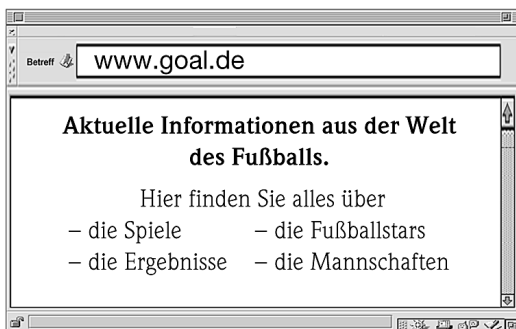 Betreff www.goal.de
Aktuelle Informationen aus der Welt
des Fußballs.
Hier finden Sie alles über
– die Spiele – die Fußballstars
– die Ergebnisse – die Mannschaften